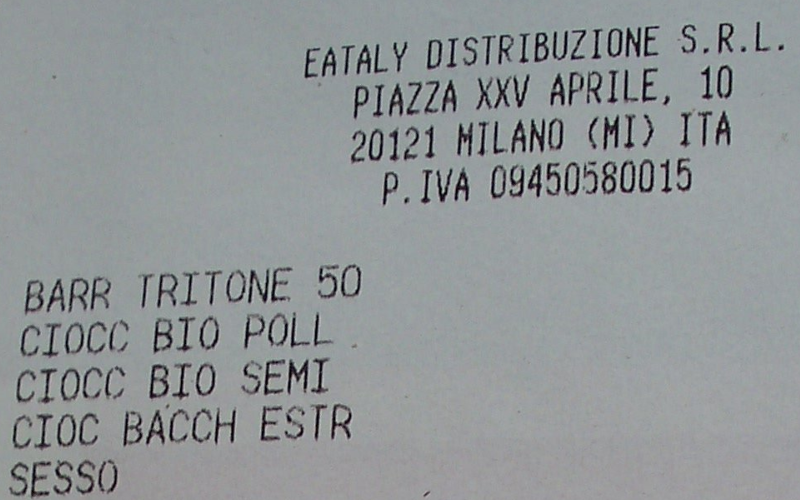 EATALY DISTRIBUZIONE S.R.L.
PIAZZA XXV APRILE, 10
20121 MILANO (MI) ITA
P.IVA 09450580015
BARR TRITONE 50
CIOCC BIO POLL
CIOCC BIO SEMI
CIOC BACCH ESTR
SESSO